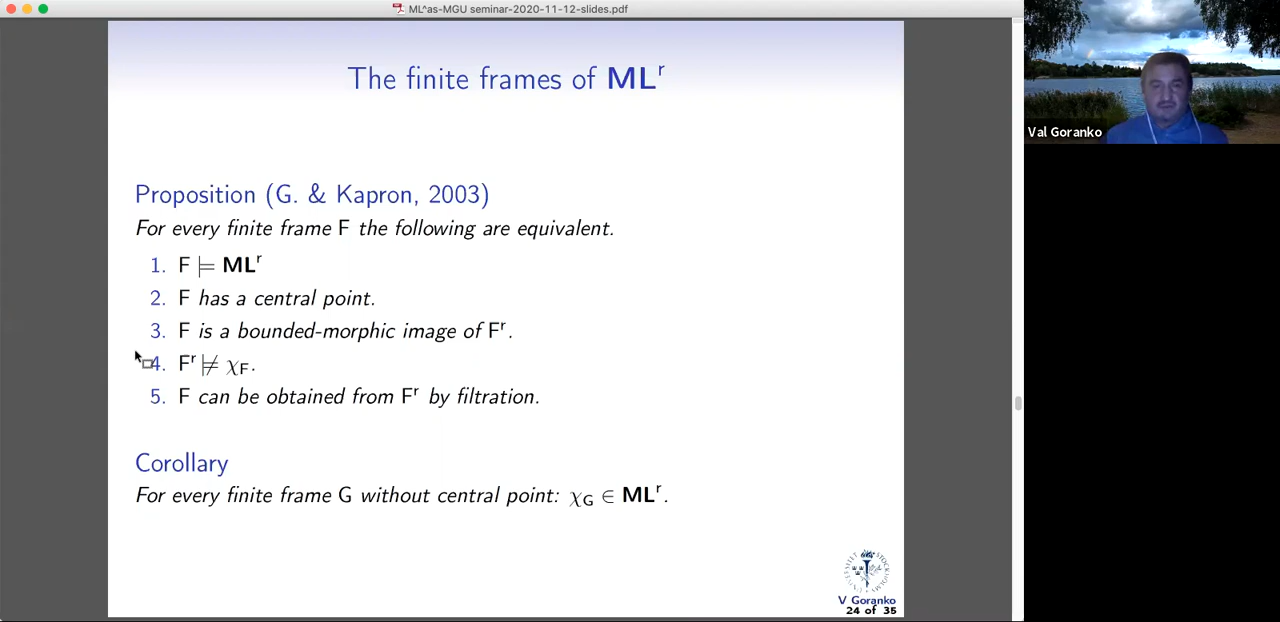 ML^as-MGU seminar-2020-11-12-slides.pdf
The finite frames of MLʳ
Val Goranko
Proposition (G. & Kapron, 2003)
For every finite frame F the following are equivalent.
1. F ⊨ MLʳ
2. F has a central point.
3. F is a bounded-morphic image of Fʳ.
4. Fʳ ⊭ χ_F.
5. F can be obtained from Fʳ by filtration.
Corollary
For every finite frame G without central point: χ_G ∈ MLʳ.
V Goranko
24 of 35